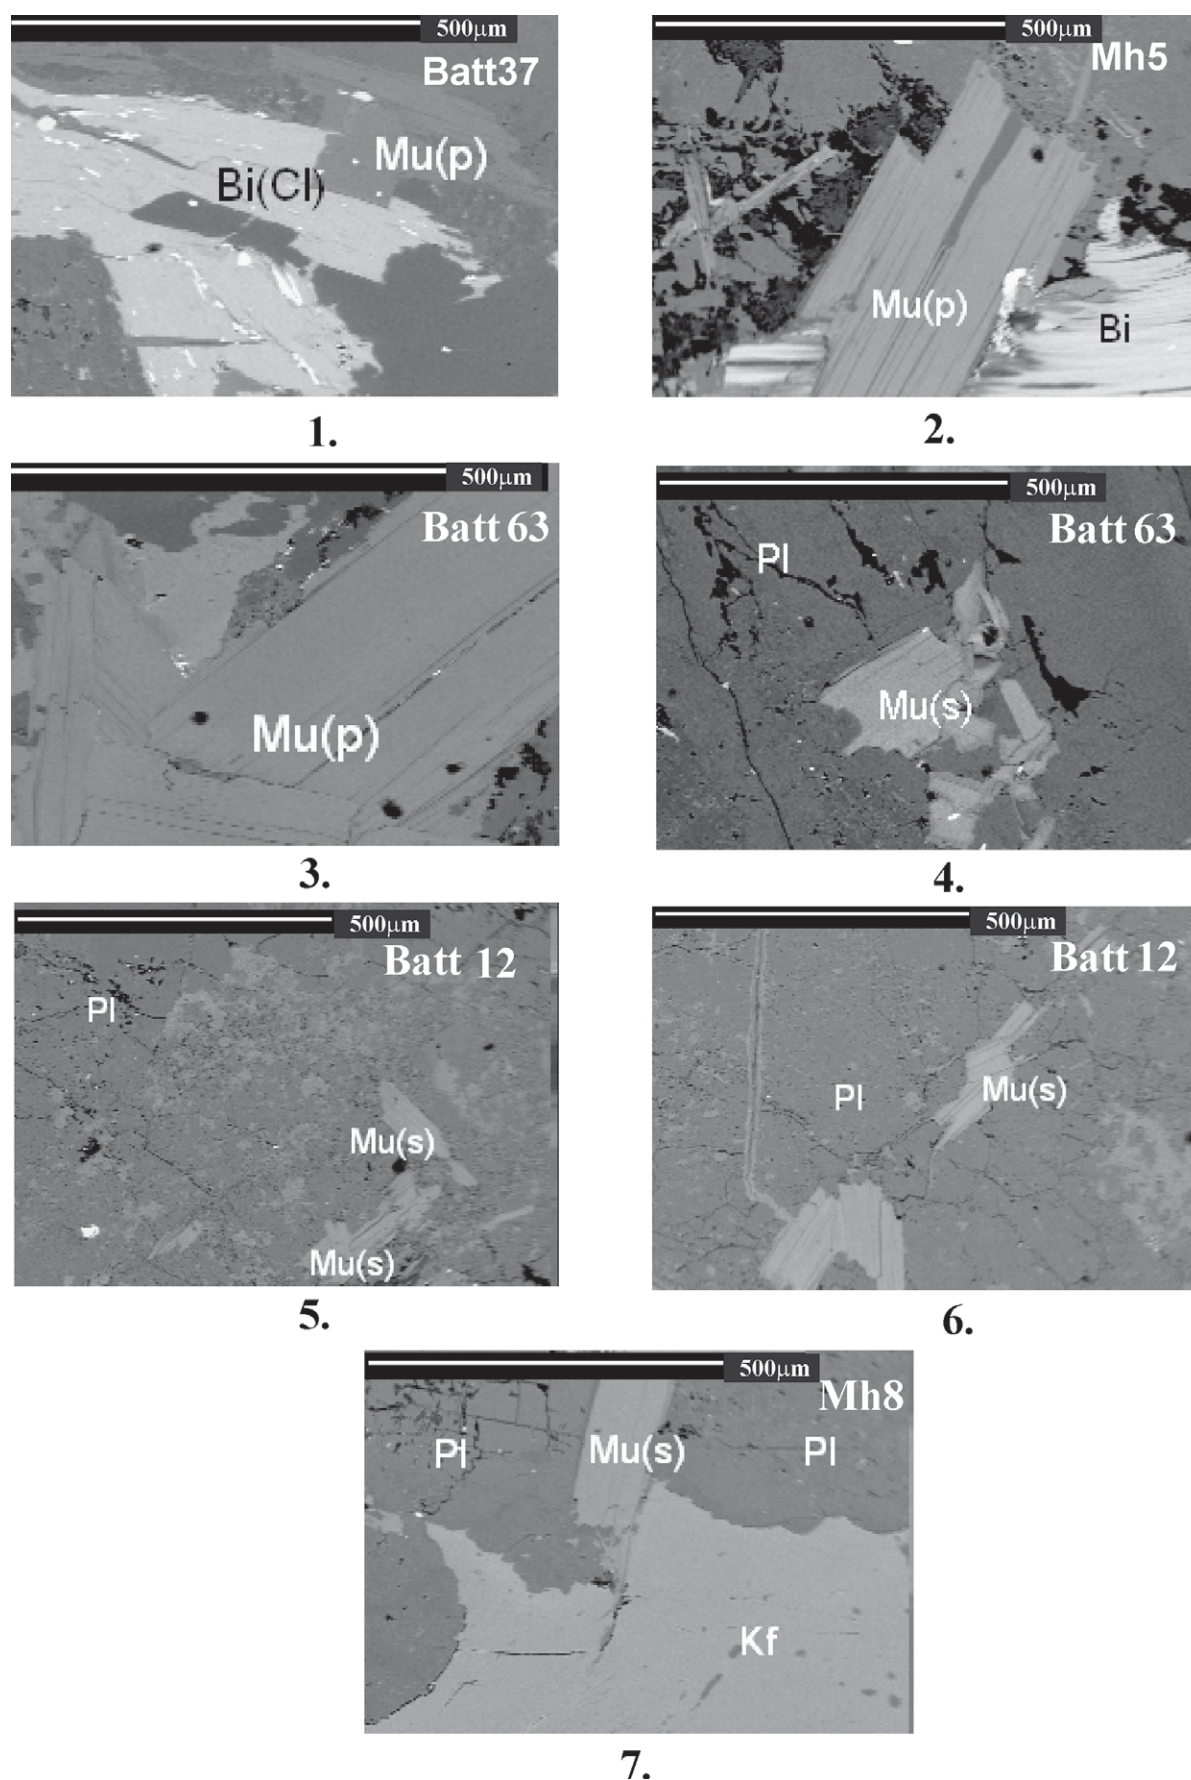 500μm
Batt37
Mu(p)
Bi(Cl)
1.
500μm
Mh5
Mu(p)
Bi
2.
500μm
Batt 63
Mu(p)
3.
500μm
Batt 63
Pl
Mu(s)
4.
500μm
Batt 12
Pl
Mu(s)
Mu(s)
5.
500μm
Batt 12
Pl
Mu(s)
6.
500μm
Mh8
Pl
Mu(s)
Pl
Kf
7.